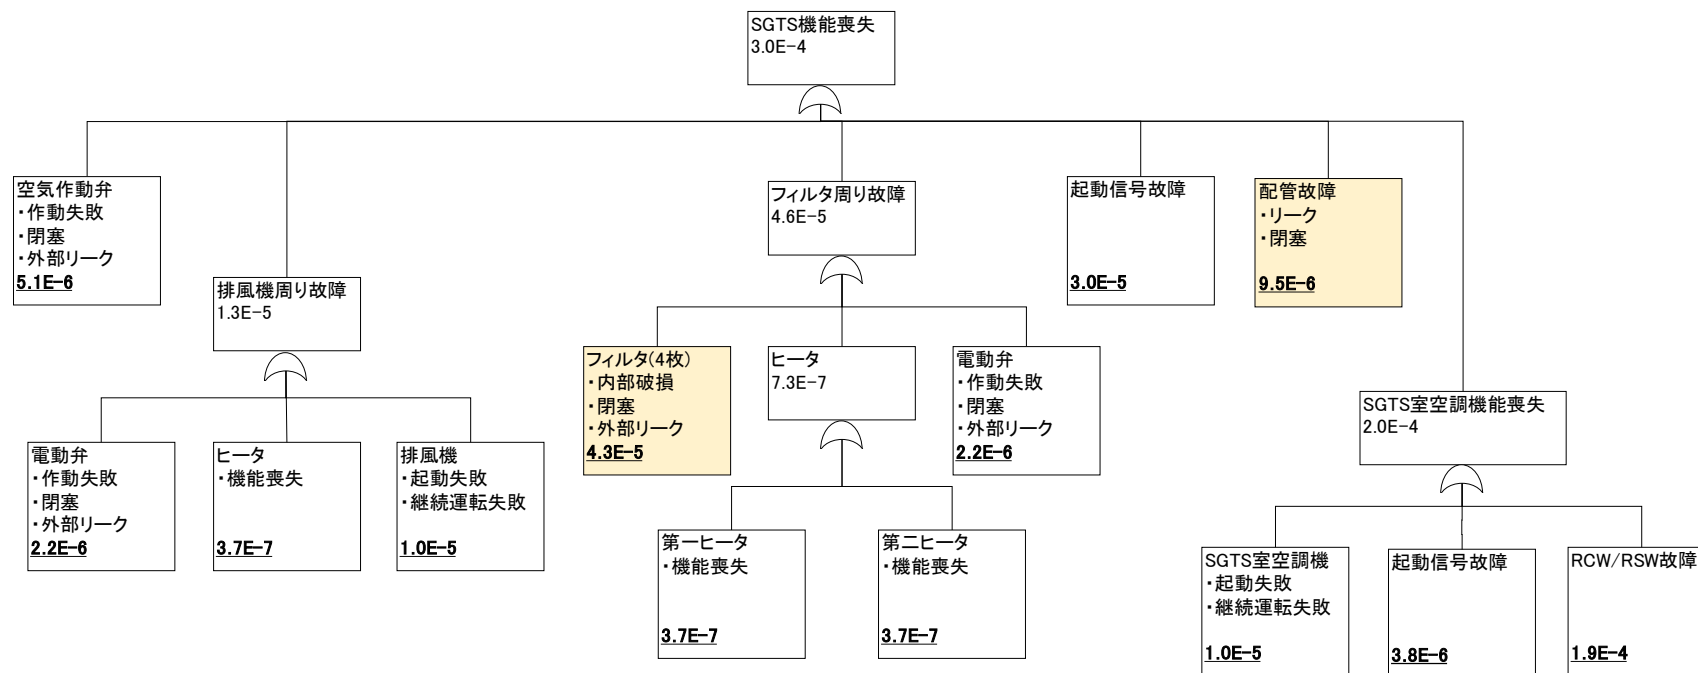 SGTS機能喪失
3.0E-4
空気作動弁
・作動失敗
・閉塞
・外部リーク
5.1E-6
排風機周り故障
1.3E-5
フィルタ周り故障
4.6E-5
起動信号故障
3.0E-5
配管故障
・リーク
・閉塞
9.5E-6
フィルタ(4枚)
・内部破損
・閉塞
・外部リーク
4.3E-5
ヒータ
7.3E-7
電動弁
・作動失敗
・閉塞
・外部リーク
2.2E-6
SGTS室空調機能喪失
2.0E-4
電動弁
・作動失敗
・閉塞
・外部リーク
2.2E-6
ヒータ
・機能喪失
3.7E-7
排風機
・起動失敗
・継続運転失敗
1.0E-5
第一ヒータ
・機能喪失
3.7E-7
第二ヒータ
・機能喪失
3.7E-7
SGTS室空調機
・起動失敗
・継続運転失敗
1.0E-5
起動信号故障
3.8E-6
RCW/RSW故障
1.9E-4